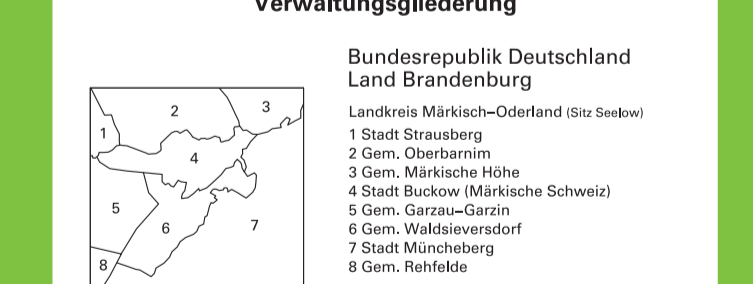 Verwaltungsgliederung
Bundesrepublik Deutschland
Land Brandenburg
Landkreis Märkisch–Oderland (Sitz Seelow)
1 Stadt Strausberg
2 Gem. Oberbarnim
3 Gem. Märkische Höhe
4 Stadt Buckow (Märkische Schweiz)
5 Gem. Garzau–Garzin
6 Gem. Waldsieversdorf
7 Stadt Müncheberg
8 Gem. Rehfelde
1
2
3
4
5
6
7
8